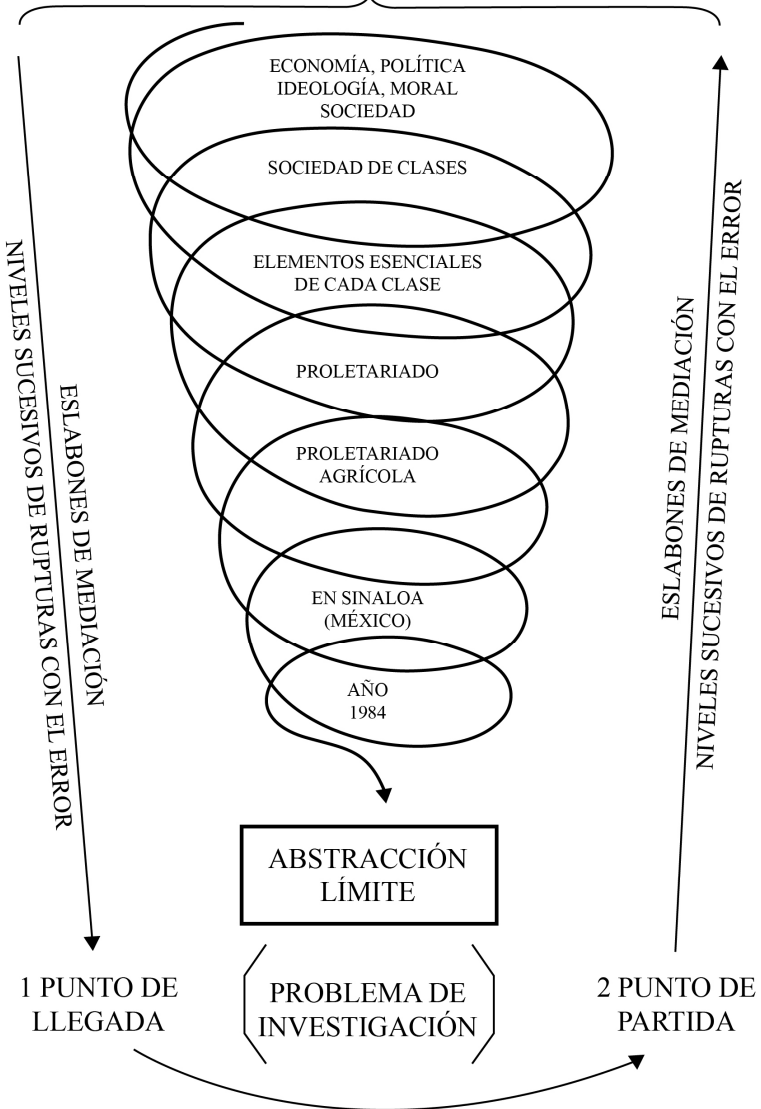 ECONOMÍA, POLÍTICA
IDEOLOGÍA, MORAL
SOCIEDAD
SOCIEDAD DE CLASES
ELEMENTOS ESENCIALES
DE CADA CLASE
PROLETARIADO
PROLETARIADO
AGRÍCOLA
EN SINALOA
(MÉXICO)
AÑO
1984
NIVELES SUCESIVOS DE RUPTURAS CON EL ERROR
ESLABONES DE MEDIACIÓN
ESLABONES DE MEDIACIÓN
NIVELES SUCESIVOS DE RUPTURAS CON EL ERROR
ABSTRACCIÓN
LÍMITE
1 PUNTO DE
LLEGADA
PROBLEMA DE
INVESTIGACIÓN
2 PUNTO DE
PARTIDA